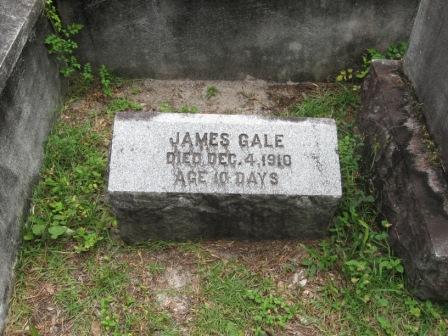 JAMES GALE
DIED DEC. 4, 1910
AGE 10 DAYS